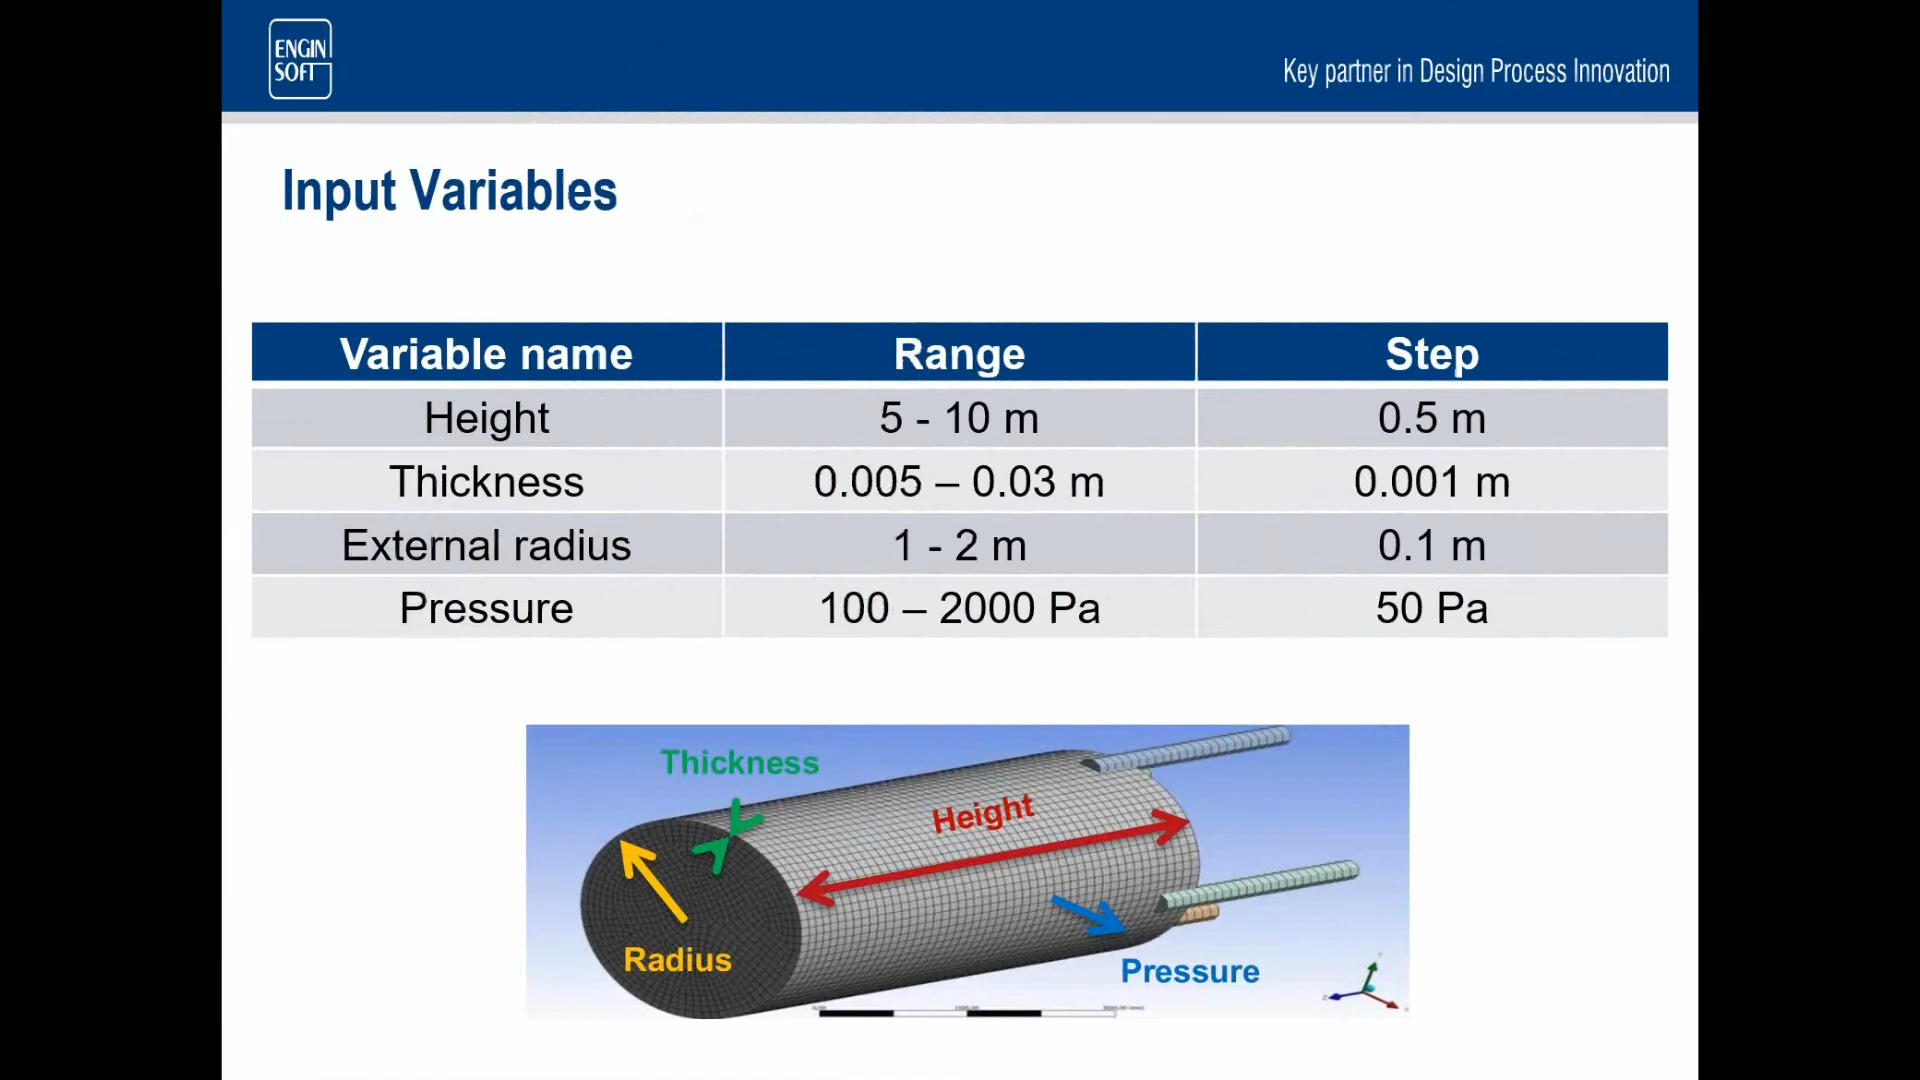 ENGIN
SOFT
Key partner in Design Process Innovation
Input Variables
Variable name Range Step
Height 5 - 10 m 0.5 m
Thickness 0.005 – 0.03 m 0.001 m
External radius 1 - 2 m 0.1 m
Pressure 100 – 2000 Pa 50 Pa
Thickness
Height
Radius
Pressure